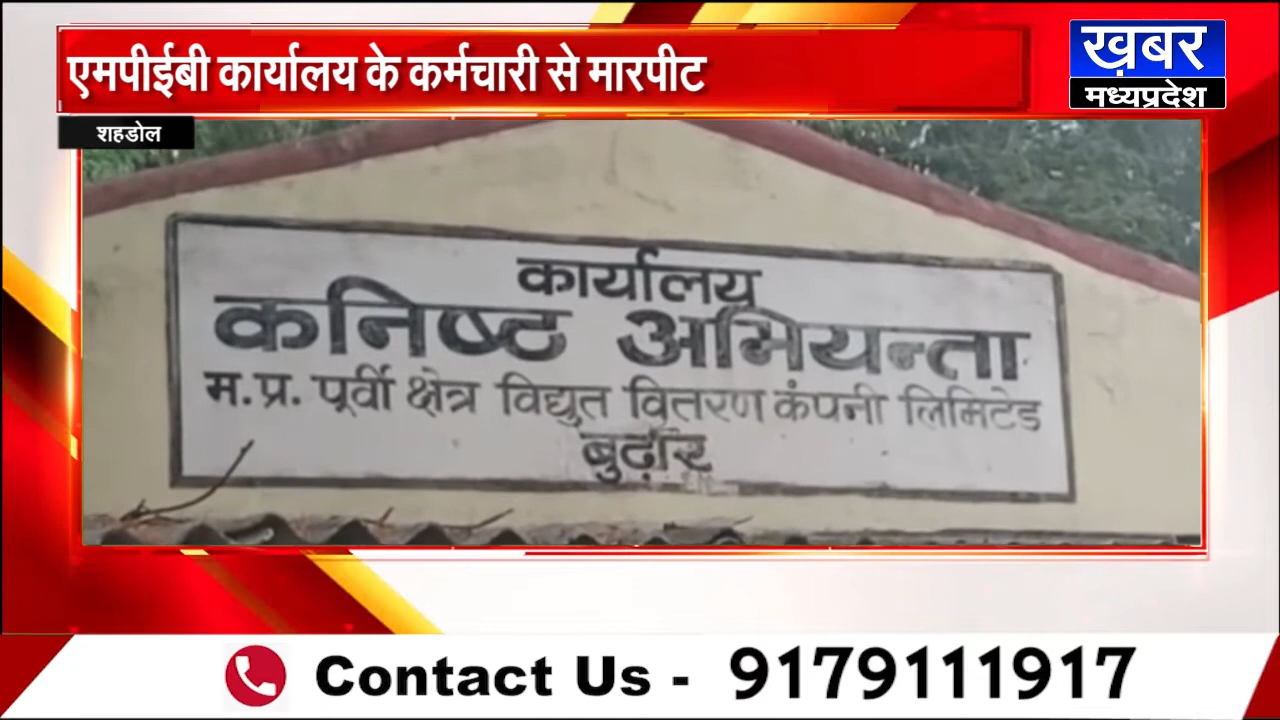 एमपीईबी कार्यालय के कर्मचारी से मारपीट
ख़बर
मध्यप्रदेश
शहडोल
कार्यालय
कनिष्ट अभियन्ता
म.प्र. पूर्वी क्षेत्र विद्युत वितरण कंपनी लिमिटेड
बुढ़ार
Contact Us - 9179111917